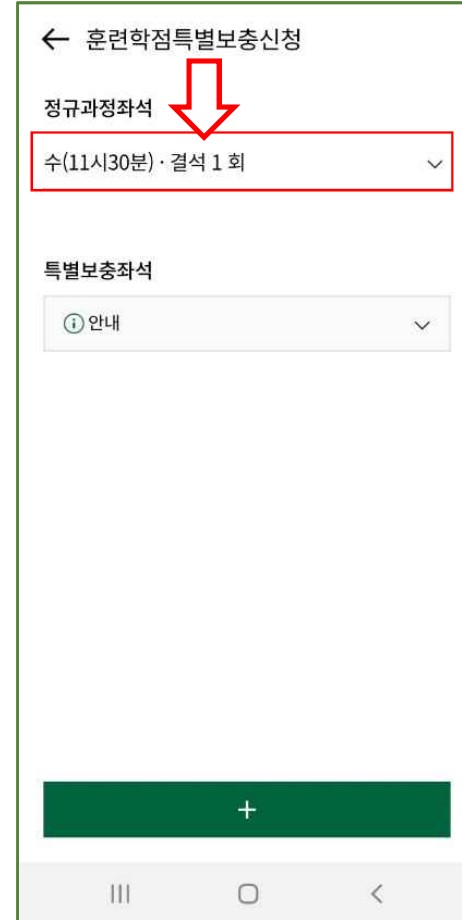 훈련학점특별보충신청
정규과정좌석
수(11시30분) · 결석 1 회
특별보충좌석
안내
+